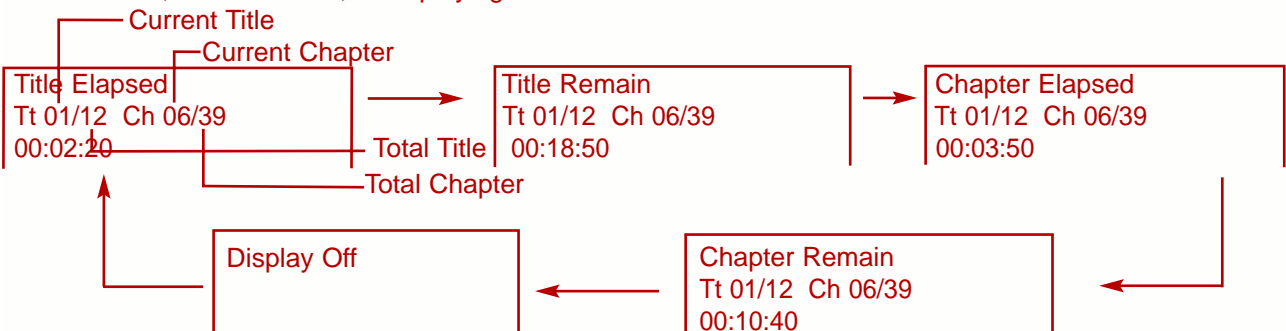 Current Title
Current Chapter
Title Elapsed
Tt 01/12 Ch 06/39
00:02:20
Total Title
Total Chapter
Title Remain
Tt 01/12 Ch 06/39
00:18:50
Chapter Elapsed
Tt 01/12 Ch 06/39
00:03:50
Display Off
Chapter Remain
Tt 01/12 Ch 06/39
00:10:40